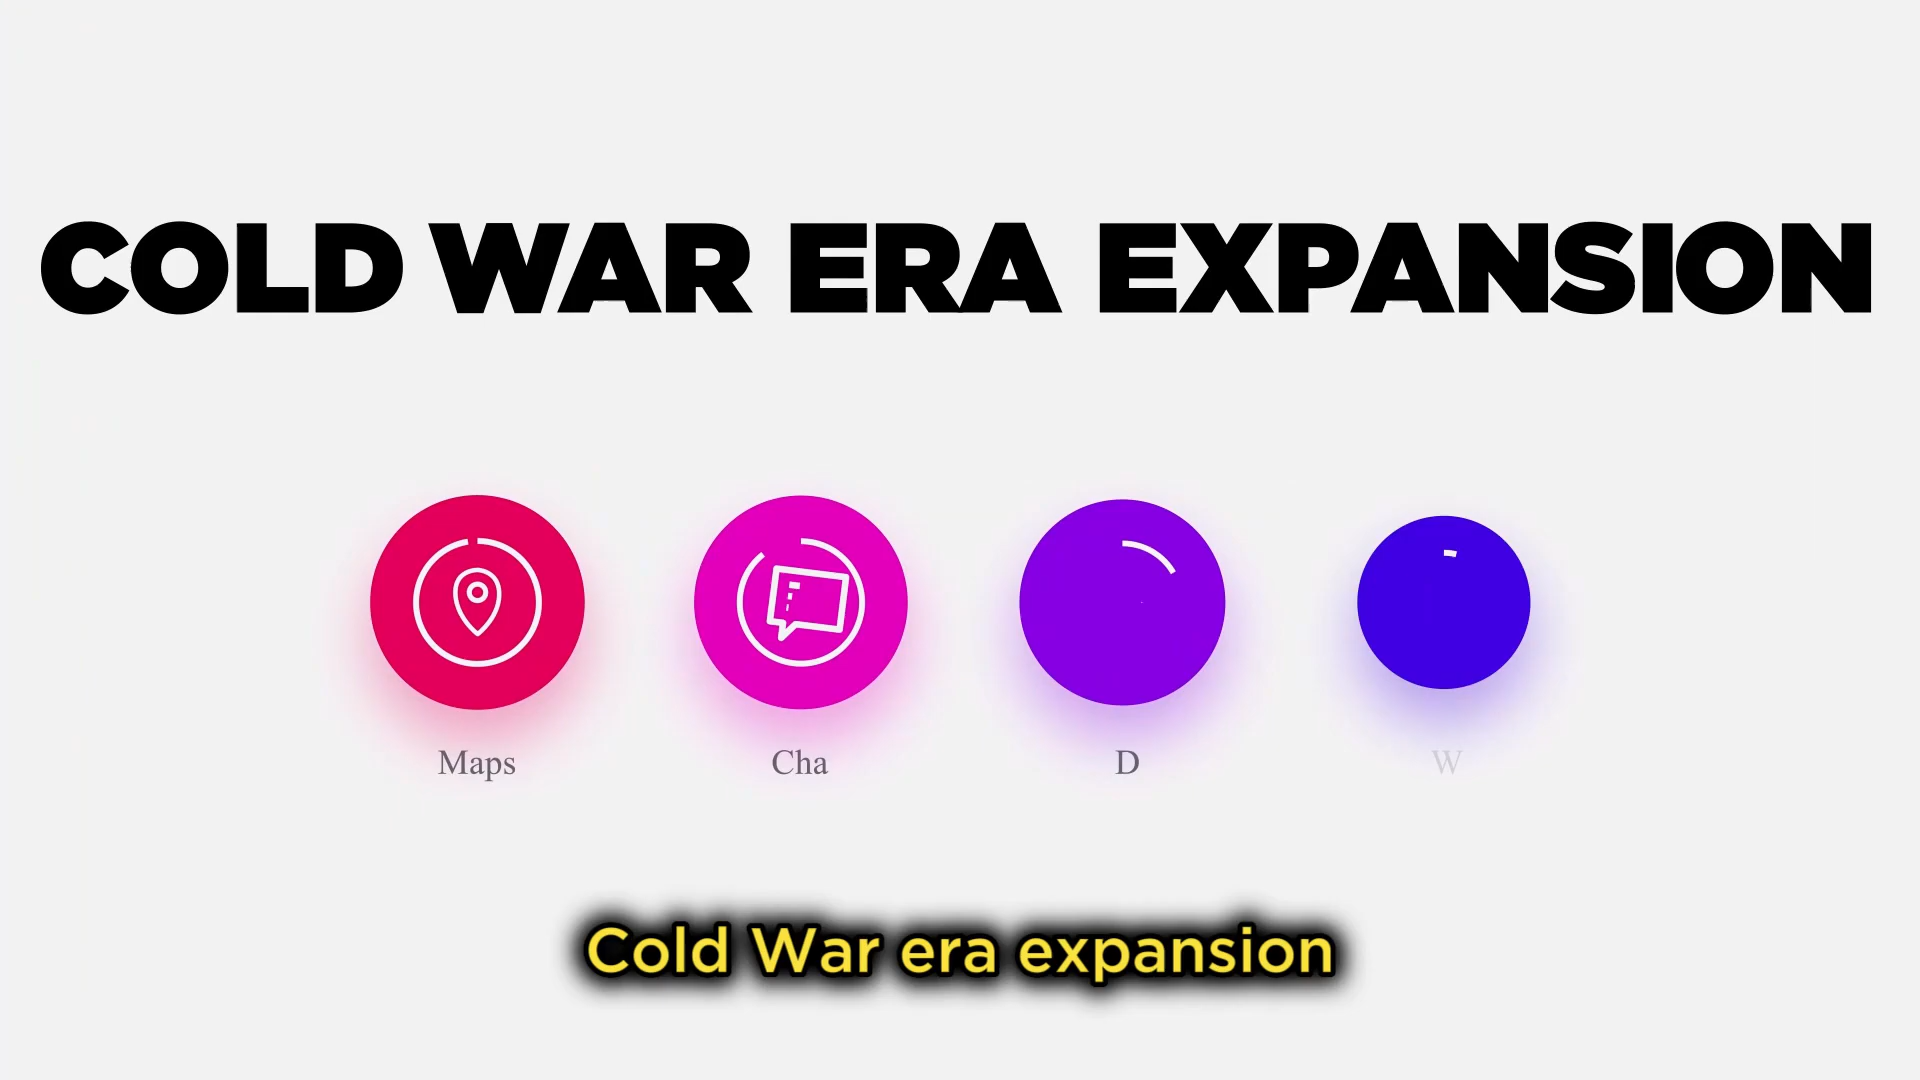 COLD WAR ERA EXPANSION
Maps
Cha
D
W
Cold War era expansion